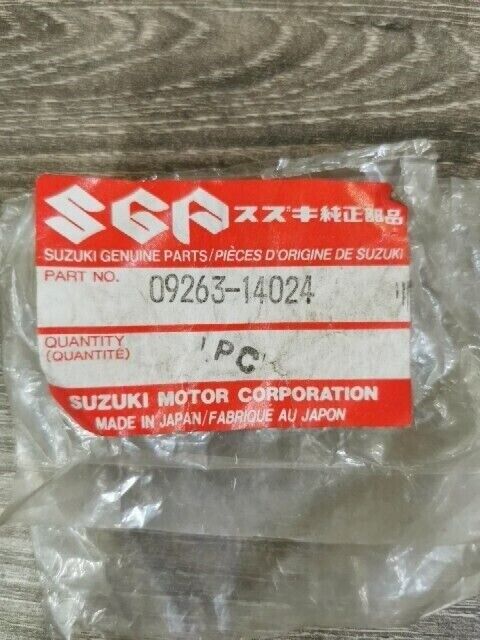 SGP スズキ純正部品
SUZUKI GENUINE PARTS/PIÈCES D'ORIGINE DE SUZUKI
PART NO.
09263-14024
QUANTITY
(QUANTITÉ)
1PC
SUZUKI MOTOR CORPORATION
MADE IN JAPAN/FABRIQUE AU JAPON